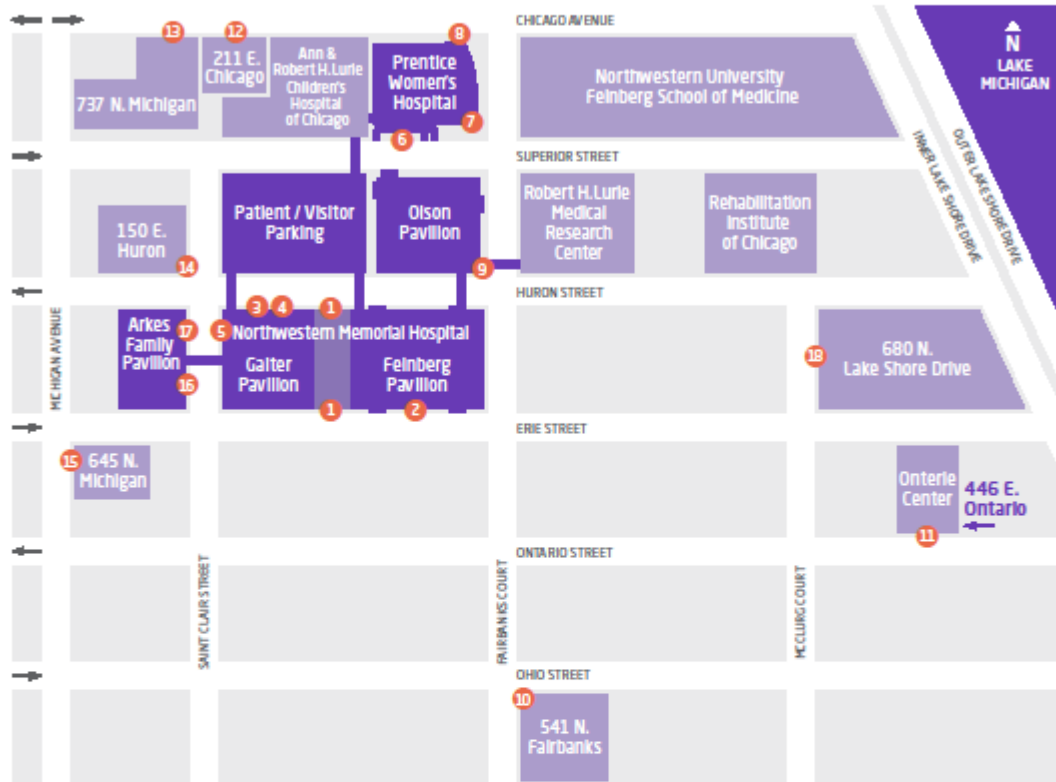 CHICAGO AVENUE
13
12
8
211 E.
Chicago
Ann &
Robert H. Lurie
Children's
Hospital
of Chicago
Prentice
Women's
Hospital
Northwestern University
Feinberg School of Medicine
N
LAKE
MICHIGAN
737 N. Michigan
7
6
SUPERIOR STREET
INNER LAKE SHORE DRIVE
OUTER LAKE SHORE DRIVE
150 E.
Huron
14
Patient / Visitor
Parking
Olson
Pavilion
9
Robert H. Lurie
Medical
Research
Center
Rehabilitation
Institute
of Chicago
HURON STREET
MICHIGAN AVENUE
Arkes
Family
Pavilion
17
16
3
4
1
5
Northwestern Memorial Hospital
Galter
Pavilion
Feinberg
Pavilion
1
2
18
680 N.
Lake Shore Drive
ERIE STREET
15
645 N.
Michigan
Onterie
Center
446 E.
Ontario
11
ONTARIO STREET
SAINT CLAIR STREET
FAIRBANKS COURT
MCCLURG COURT
OHIO STREET
10
541 N.
Fairbanks